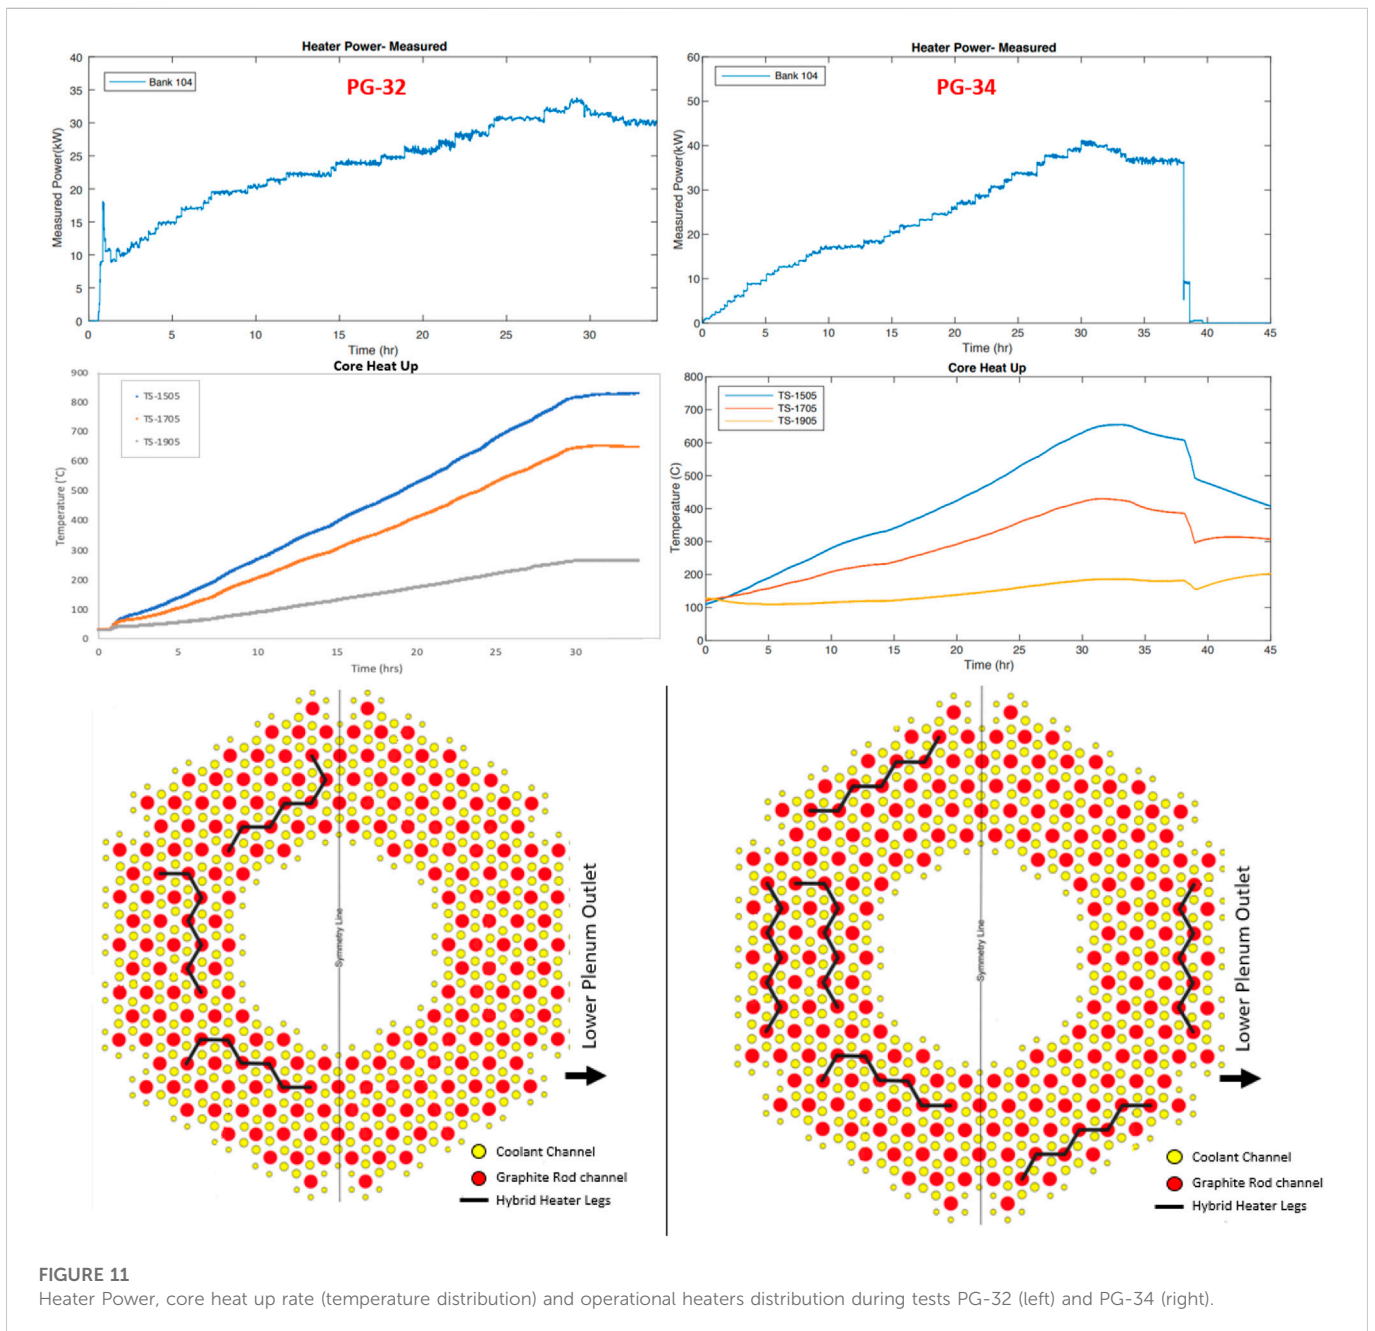 Heater Power- Measured
Bank 104
PG-32
Measured Power(kW)
40
35
30
25
20
15
10
5
0
0 5 10 15 20 25 30
Time (hr)
Heater Power- Measured
Bank 104
PG-34
Measured Power(kW)
60
50
40
30
20
10
0
0 5 10 15 20 25 30 35 40 45
Time (hr)
Core Heat Up
TS-1505
TS-1705
TS-1905
Temperature (°C)
900
800
700
600
500
400
300
200
100
0
0 5 10 15 20 25 30
Time (hrs)
Core Heat Up
TS-1505
TS-1705
TS-1905
Temperature (C)
800
700
600
500
400
300
200
100
0
0 5 10 15 20 25 30 35 40 45
Time (hr)
Symmetry Line
Lower Plenum Outlet
Coolant Channel
Graphite Rod channel
Hybrid Heater Legs
Symmetry Line
Lower Plenum Outlet
Coolant Channel
Graphite Rod channel
Hybrid Heater Legs
FIGURE 11
Heater Power, core heat up rate (temperature distribution) and operational heaters distribution during tests PG-32 (left) and PG-34 (right).